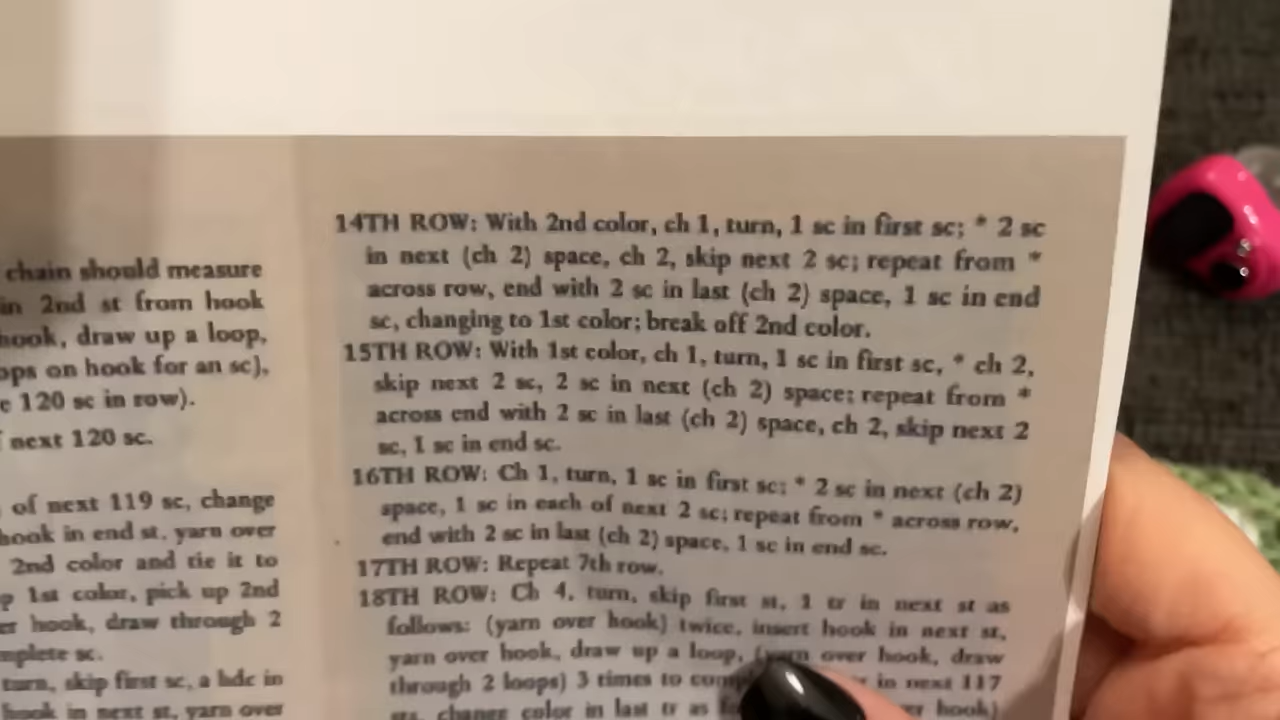 chain should measure
in 2nd st from hook
hook, draw up a loop,
ops on hook for an sc),
e 120 sc in row).
next 120 sc.
of next 119 sc, change
hook in end st, yarn over
2nd color and tie it to
p 1st color, pick up 2nd
er hook, draw through 2
mplete sc.
turn, skip first sc, a hdc in
hook in next st, yarn over
14TH ROW: With 2nd color, ch 1, turn, 1 sc in first sc; * 2 sc
in next (ch 2) space, ch 2, skip next 2 sc; repeat from *
across row, end with 2 sc in last (ch 2) space, 1 sc in end
sc, changing to 1st color; break off 2nd color.
15TH ROW: With 1st color, ch 1, turn, 1 sc in first sc, * ch 2,
skip next 2 sc, 2 sc in next (ch 2) space; repeat from *
across end with 2 sc in last (ch 2) space, ch 2, skip next 2
sc, 1 sc in end sc.
16TH ROW: Ch 1, turn, 1 sc in first sc; * 2 sc in next (ch 2)
space, 1 sc in each of next 2 sc; repeat from * across row,
end with 2 sc in last (ch 2) space, 1 sc in end sc.
17TH ROW: Repeat 7th row.
18TH ROW: Ch 4, turn, skip first st, 1 tr in next st as
follows: (yarn over hook) twice, insert hook in next st,
yarn over hook, draw up a loop, (yarn over hook, draw
through 2 loops) 3 times to comp in next 117
sts, change color in last tr as er hook)